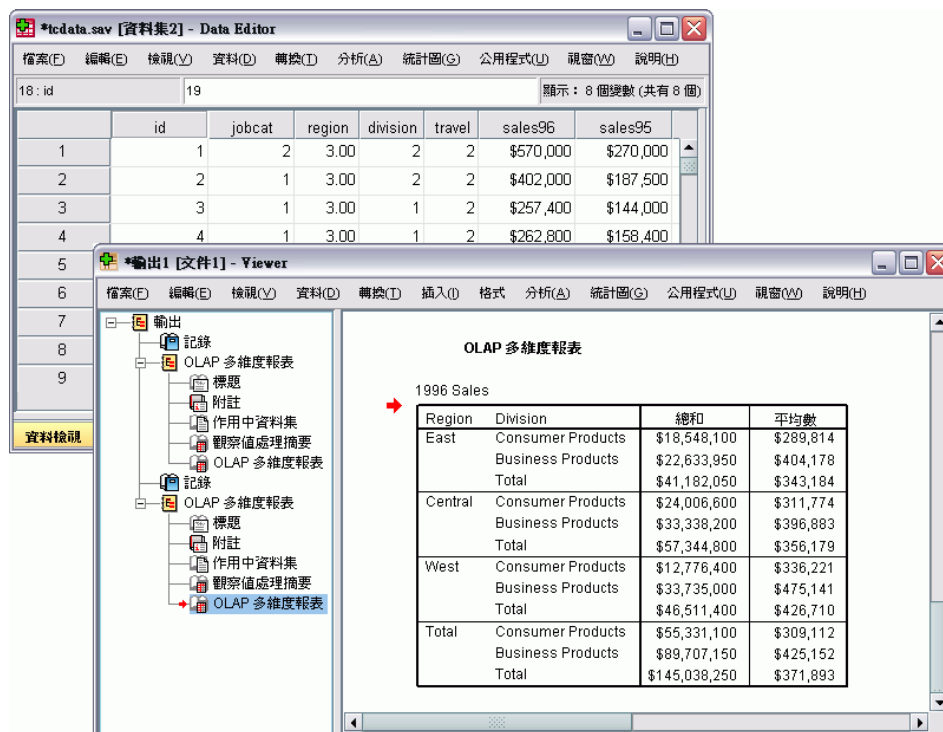 *tcdata.sav [資料集2] - Data Editor
檔案(F) 編輯(E) 檢視(V) 資料(D) 轉換(T) 分析(A) 統計圖(G) 公用程式(U) 視窗(W) 說明(H)
18 : id 19 顯示： 8 個變數 (共有 8 個)
id jobcat region division travel sales96 sales95
1 1 2 3.00 2 2 $570,000 $270,000
2 2 1 3.00 2 2 $402,000 $187,500
3 3 1 3.00 1 2 $257,400 $144,000
4 4 1 3.00 1 2 $262,800 $158,400
5
6
7
8
9
資料檢視
*輸出1 [文件1] - Viewer
檔案(F) 編輯(E) 檢視(V) 資料(D) 轉換(T) 插入(I) 格式 分析(A) 統計圖(G) 公用程式(U) 視窗(W) 說明(H)
輸出
記錄
OLAP 多維度報表
標題
附註
作用中資料集
觀察值處理摘要
OLAP 多維度報表
記錄
OLAP 多維度報表
標題
附註
作用中資料集
觀察值處理摘要
OLAP 多維度報表
OLAP 多維度報表
1996 Sales
Region Division 總和 平均數
East Consumer Products $18,548,100 $289,814
Business Products $22,633,950 $404,178
Total $41,182,050 $343,184
Central Consumer Products $24,006,600 $311,774
Business Products $33,338,200 $396,883
Total $57,344,800 $356,179
West Consumer Products $12,776,400 $336,221
Business Products $33,735,000 $475,141
Total $46,511,400 $426,710
Total Consumer Products $55,331,100 $309,112
Business Products $89,707,150 $425,152
Total $145,038,250 $371,893